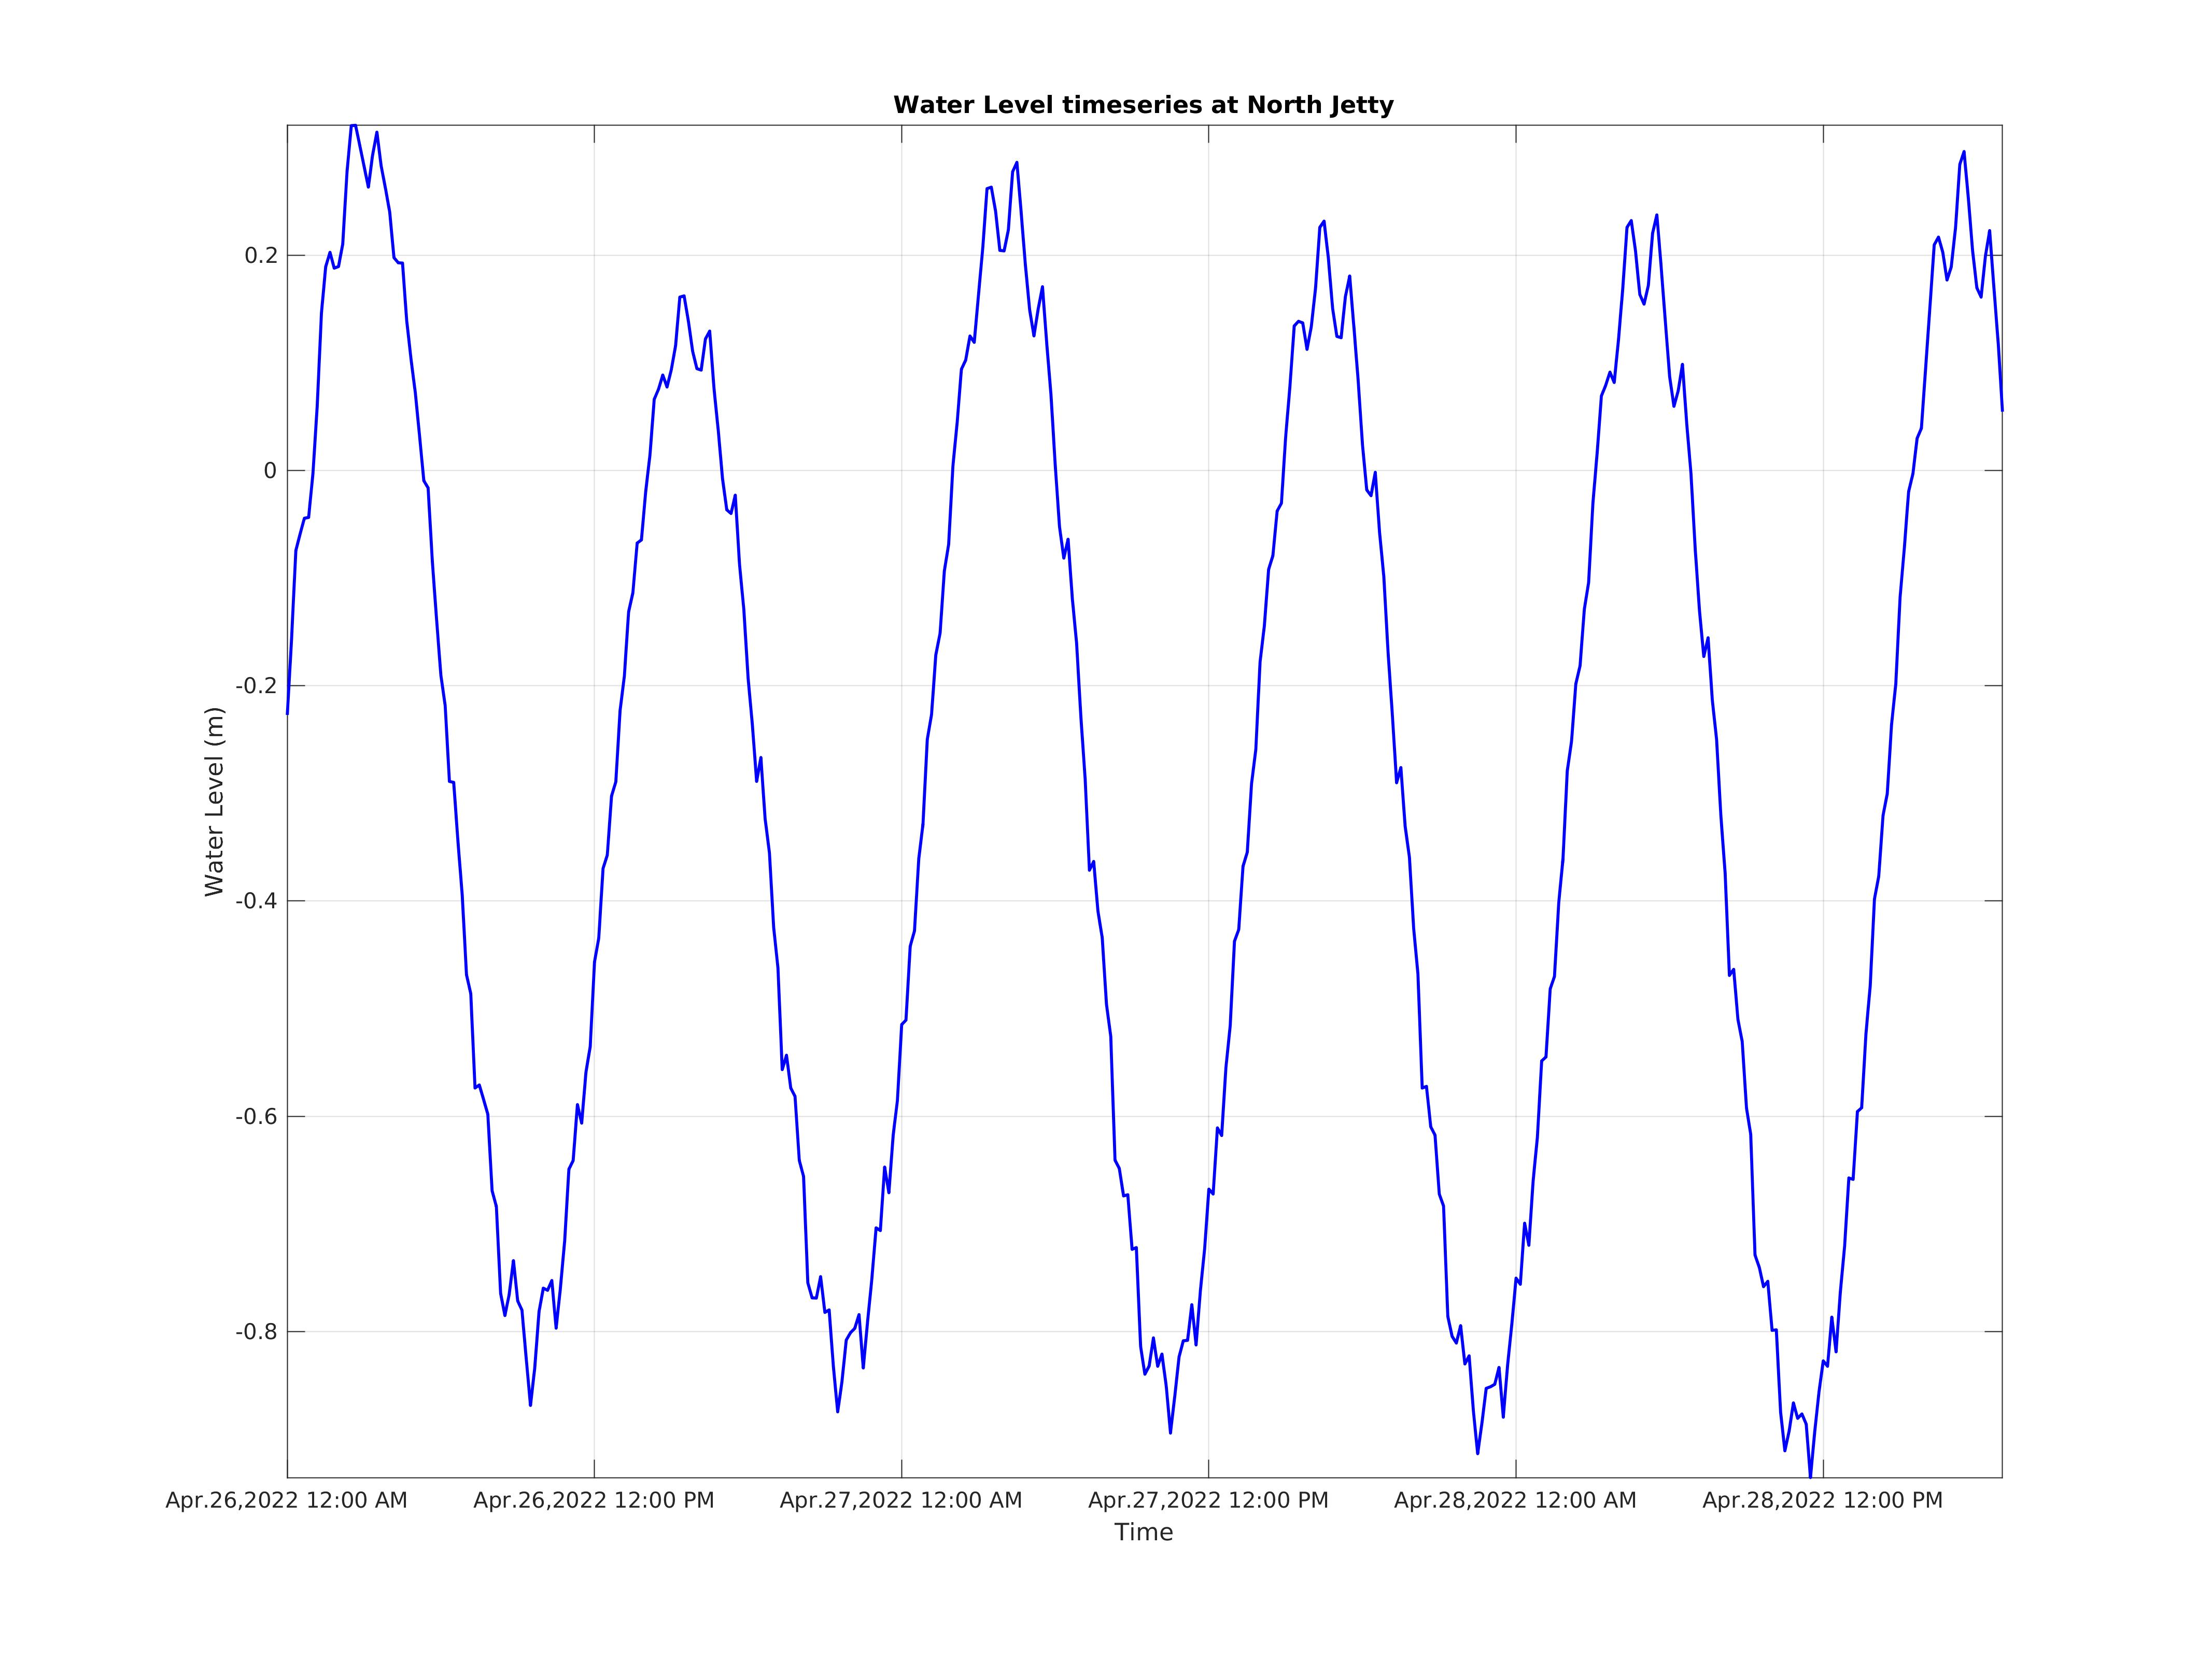 Water Level timeseries at North Jetty
0.2
0
-0.2
-0.4
-0.6
-0.8
Water Level (m)
Apr.26,2022 12:00 AM
Apr.26,2022 12:00 PM
Apr.27,2022 12:00 AM
Apr.27,2022 12:00 PM
Apr.28,2022 12:00 AM
Apr.28,2022 12:00 PM
Time